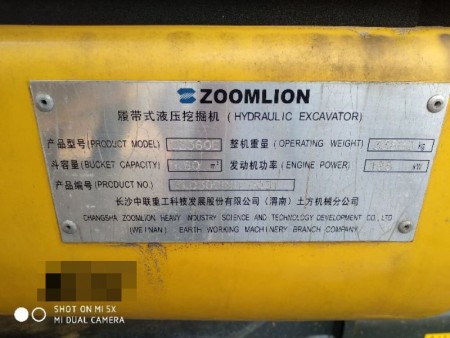 ZOOMLION
履带式液压挖掘机 (HYDRAULIC EXCAVATOR)
产品型号(PRODUCT MODEL) 整机重量(OPERATING WEIGHT) kg
斗容量(BUCKET CAPACITY) m³ 发动机功率(ENGINE POWER) kW
产品编号(PRODUCT NO.)
长沙中联重工科技发展股份有限公司(渭南)土方机械分公司
CHANGSHA ZOOMLION HEAVY INDUSTRY SCIENCE AND TECHNOLOGY DEVELOPMENT CO., LTD
(WEINAN) EARTH WORKING MACHINERY BRANCH COMPANY
SHOT ON MI 5X
MI DUAL CAMERA